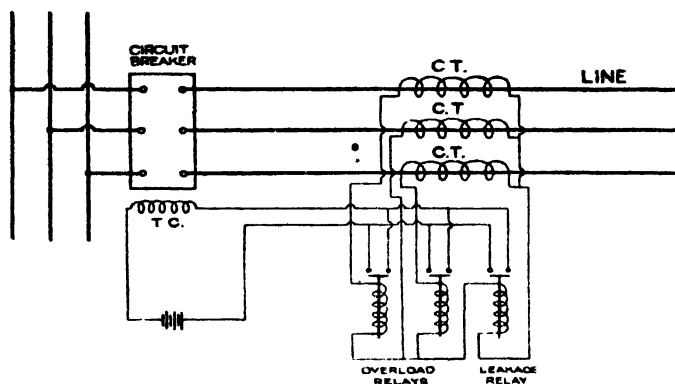 CIRCUIT
BREAKER
C T.
LINE
C.T
C.T.
T C.
OVERLOAD
RELAYS
LEAKAGE
RELAY